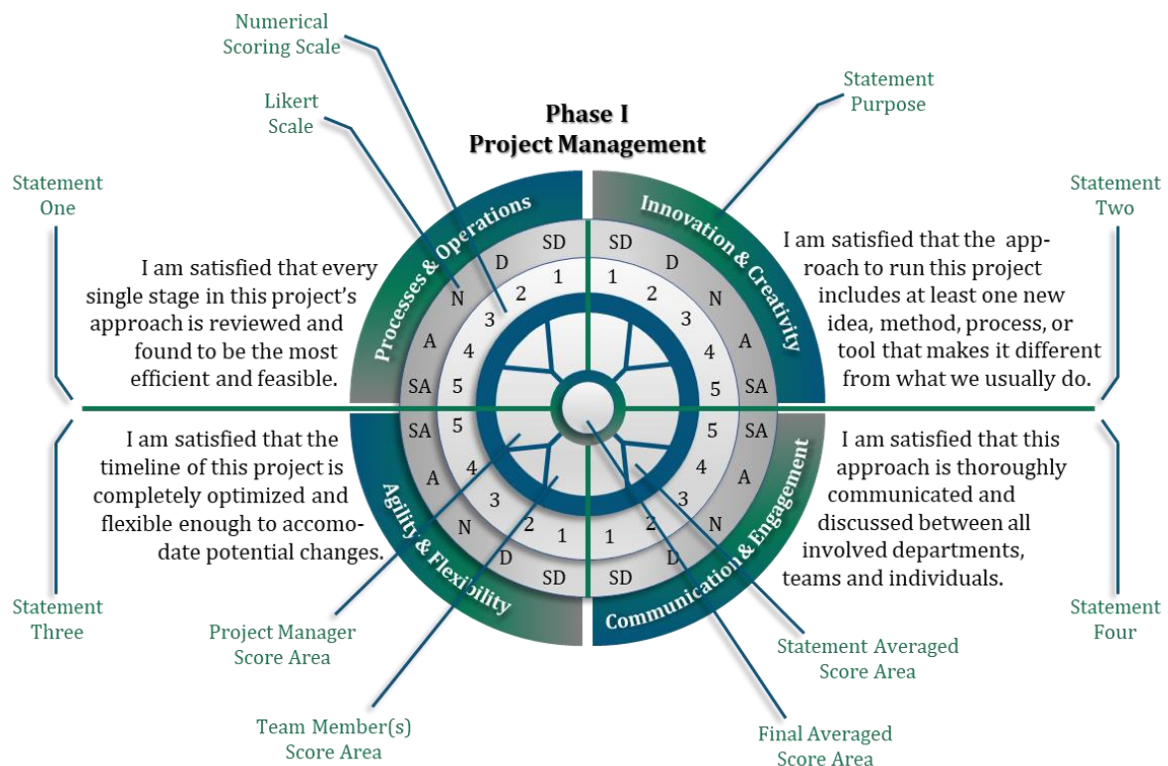 Numerical
Scoring Scale
Likert
Scale
Phase I
Project Management
Statement
Purpose
Statement
One
Statement
Two
Processes & Operations
Innovation & Creativity
I am satisfied that every
single stage in this project's
approach is reviewed and
found to be the most
efficient and feasible.
I am satisfied that the app-
roach to run this project
includes at least one new
idea, method, process, or
tool that makes it different
from what we usually do.
SD SD
D D
N N
A A
SA SA
1 1
2 2
3 3
4 4
5 5
I am satisfied that the
timeline of this project is
completely optimized and
flexible enough to accomo-
date potential changes.
I am satisfied that this
approach is thoroughly
communicated and
discussed between all
involved departments,
teams and individuals.
SA SA
A A
N N
D D
SD SD
5 5
4 4
3 3
2 2
1 1
Agility & Flexibility
Communication & Engagement
Statement
Three
Statement
Four
Project Manager
Score Area
Statement Averaged
Score Area
Team Member(s)
Score Area
Final Averaged
Score Area